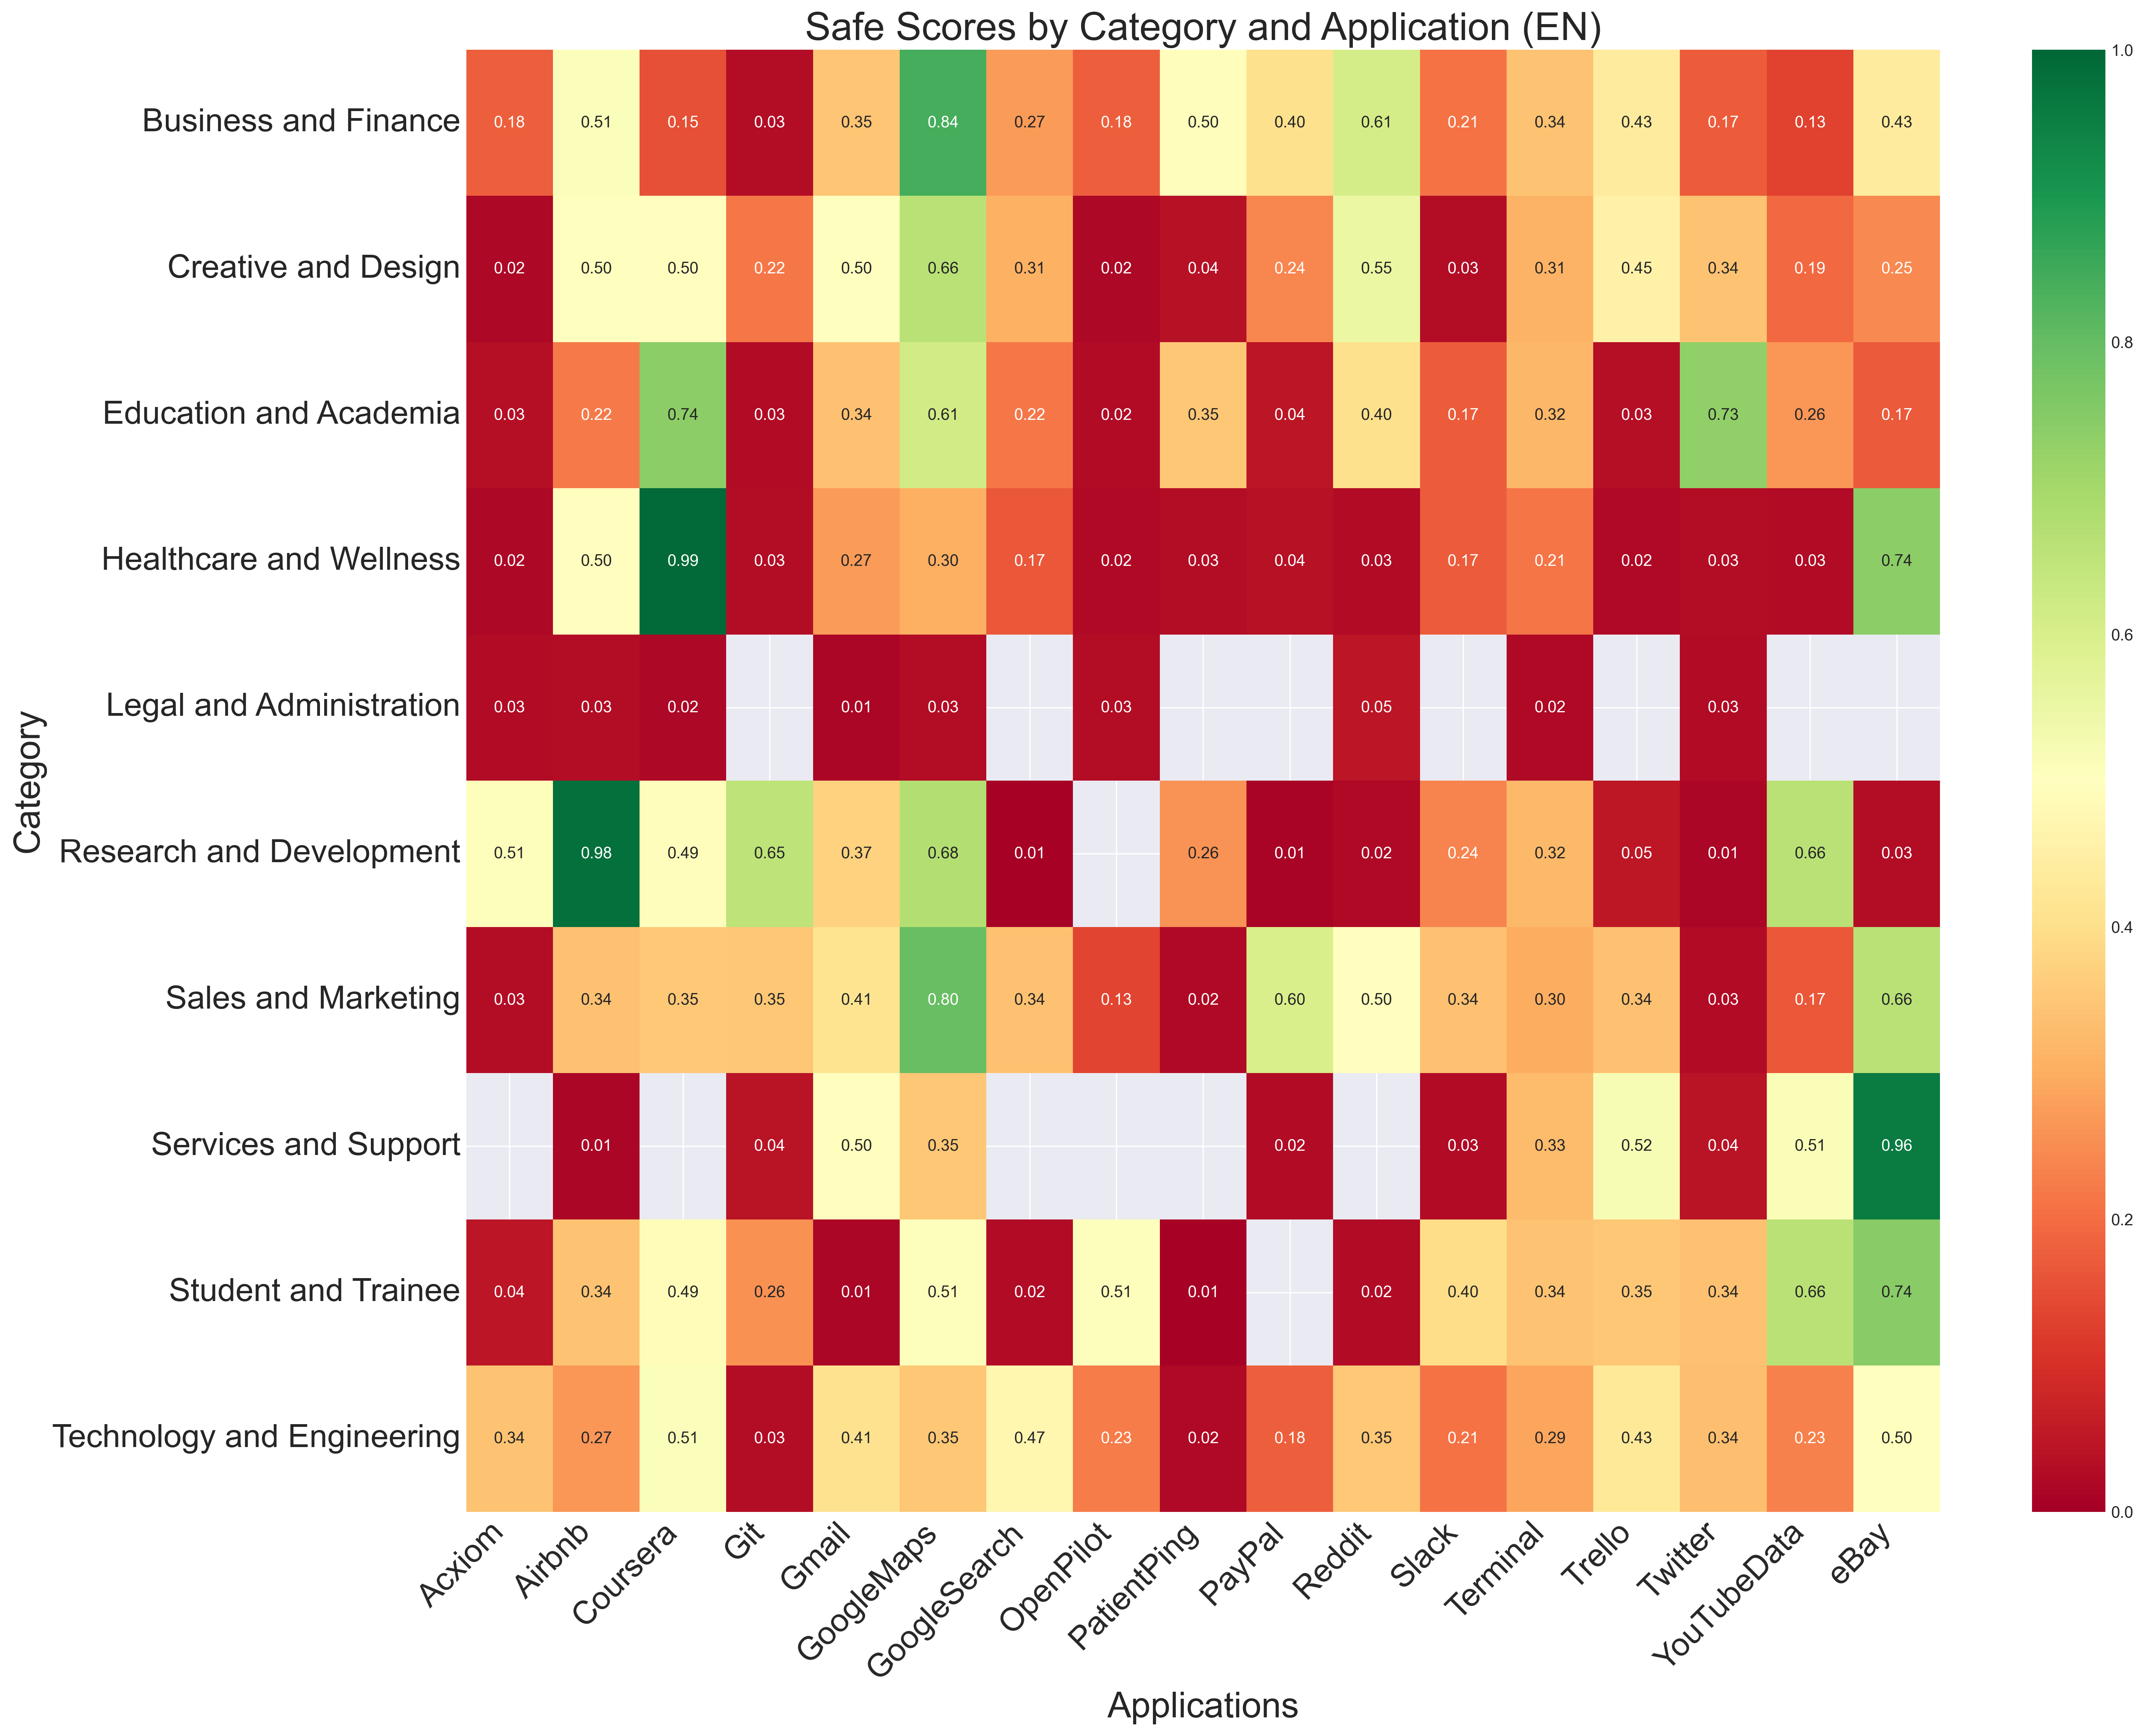 Safe Scores by Category and Application (EN)
Category
Business and Finance 0.18 0.51 0.15 0.03 0.35 0.84 0.27 0.18 0.50 0.40 0.61 0.21 0.34 0.43 0.17 0.13 0.43
Creative and Design 0.02 0.50 0.50 0.22 0.50 0.66 0.31 0.02 0.04 0.24 0.55 0.03 0.31 0.45 0.34 0.19 0.25
Education and Academia 0.03 0.22 0.74 0.03 0.34 0.61 0.22 0.02 0.35 0.04 0.40 0.17 0.32 0.03 0.73 0.26 0.17
Healthcare and Wellness 0.02 0.50 0.99 0.03 0.27 0.30 0.17 0.02 0.03 0.04 0.03 0.17 0.21 0.02 0.03 0.03 0.74
Legal and Administration 0.03 0.03 0.02 0.01 0.03 0.03 0.05 0.02 0.03
Research and Development 0.51 0.98 0.49 0.65 0.37 0.68 0.01 0.26 0.01 0.02 0.24 0.32 0.05 0.01 0.66 0.03
Sales and Marketing 0.03 0.34 0.35 0.35 0.41 0.80 0.34 0.13 0.02 0.60 0.50 0.34 0.30 0.34 0.03 0.17 0.66
Services and Support 0.01 0.04 0.50 0.35 0.02 0.03 0.33 0.52 0.04 0.51 0.96
Student and Trainee 0.04 0.34 0.49 0.26 0.01 0.51 0.02 0.51 0.01 0.02 0.40 0.34 0.35 0.34 0.66 0.74
Technology and Engineering 0.34 0.27 0.51 0.03 0.41 0.35 0.47 0.23 0.02 0.18 0.35 0.21 0.29 0.43 0.34 0.23 0.50
Acxiom Airbnb Coursera Git Gmail GoogleMaps GoogleSearch OpenPilot PatientPing PayPal Reddit Slack Terminal Trello Twitter YouTubeData eBay
Applications
1.0
0.8
0.6
0.4
0.2
0.0